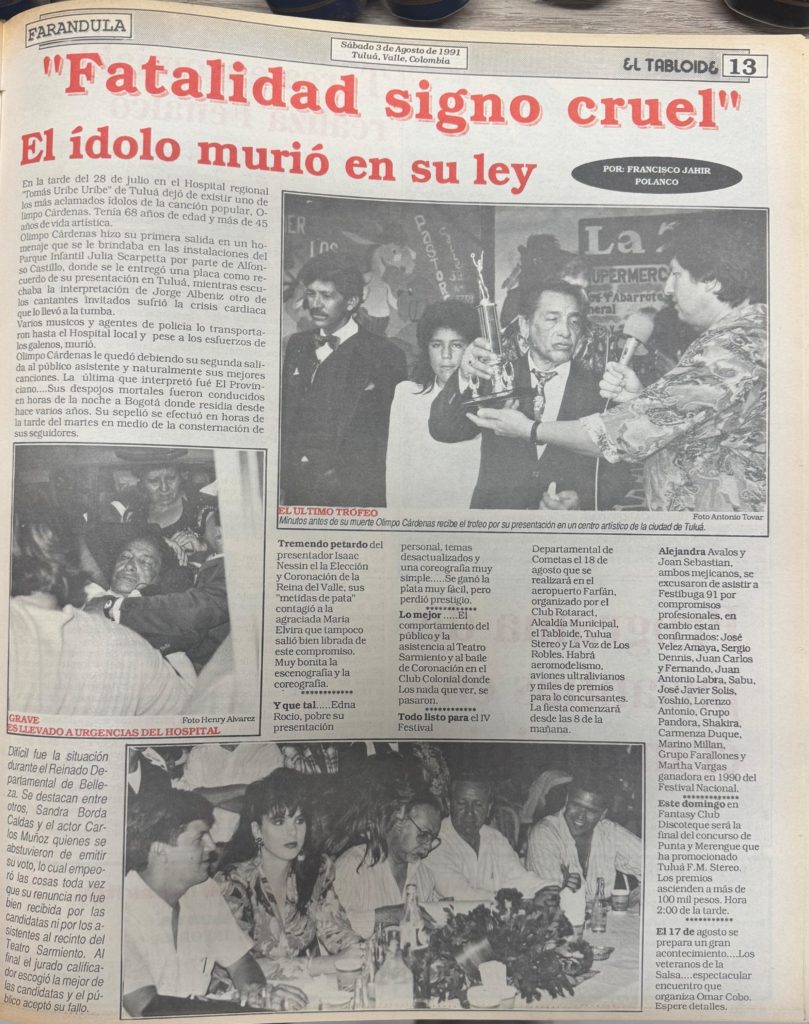 FARANDULA
Sábado 3 de Agosto de 1991
Tuluá, Valle, Colombia
EL TABLOIDE 13
"Fatalidad signo cruel"
El ídolo murió en su ley
POR: FRANCISCO JAHIR
POLANCO
En la tarde del 28 de julio en el Hospital regional
"Tomás Uribe Uribe" de Tuluá dejó de existir uno de
los más aclamados ídolos de la canción popular, O-
limpo Cárdenas. Tenía 68 años de edad y más de 45
años de vida artística.
Olimpo Cárdenas hizo su primera salida en un ho-
menaje que se le brindaba en las instalaciones del
Parque Infantil Julia Scarpetta por parte de Alfon-
so Castillo, donde se le entregó una placa como re-
cuerdo de su presentación en Tuluá, mientras escu-
chaba la interpretación de Jorge Albeniz otro de
los cantantes invitados sufrió la crisis cardiaca
que lo llevó a la tumba.
Varios musicos y agentes de policia lo transporta-
ron hasta el Hospital local y pese a los esfuerzos de
los galenos, murió.
Olimpo Cárdenas le quedó debiendo su segunda sali-
da al público asistente y naturalmente sus mejores
canciones. La última que interpretó fué El Provin-
ciano....Sus despojos mortales fueron conducidos
en horas de la noche a Bogotá donde residia desde
hace varios años. Su sepelio se efectuó en horas de
la tarde del martes en medio de la consternación de
sus seguidores.
La
SUPERMERC
Y Abarrote
neral
EL ULTIMO TROFEO
Foto Antonio Tovar
Minutos antes de su muerte Olimpo Cárdenas recibe el trofeo por su presentación en un centro artístico de la ciudad de Tuluá.
GRAVE
Foto Henry Alvarez
ES LLEVADO A URGENCIAS DEL HOSPITAL
Tremendo petardo del
presentador Isaac
Nessin el la Elección
y Coronación de la
Reina del Valle, sus
"metidas de pata"
contagió a la
agraciada María
Elvira que tampoco
salió bien librada de
este compromiso.
Muy bonita la
escenografía y la
coreografía.
************
Y que tal.....Edna
Rocio, pobre su
presentación
personal, temas
desactualizados y
una coreografía muy
simple.....Se ganó la
plata muy fácil, pero
perdió prestigio.
************
Lo mejor.....El
comportamiento del
público y la
asistencia al Teatro
Sarmiento y al baile
de Coronación en el
Club Colonial donde
Los nada que ver, se
pasaron.
************
Todo listo para el IV
Festival
Departamental de
Cometas el 18 de
agosto que se
realizará en el
aeropuerto Farfán,
organizado por el
Club Rotaract,
Alcaldía Municipal,
el Tabloide, Tulua
Stereo y La Voz de Los
Robles. Habrá
aeromodelismo,
aviones ultralivianos
y miles de premios
para lo concursantes.
La fiesta comenzará
desde las 8 de la
mañana.
Alejandra Avalos y
Joan Sebastian,
ambos mejicanos, se
excusaron de asistir a
Festibuga 91 por
compromisos
profesionales, en
cambio estan
confirmados: José
Velez Amaya, Sergio
Dennis, Juan Carlos
y Fernando, Juan
Antonio Labra, Sabu,
José Javier Solis,
Yoshio, Lorenzo
Antonio, Grupo
Pandora, Shakira,
Carmenza Duque,
Marino Millan,
Grupo Farallones y
Martha Vargas
ganadora en 1990 del
Festival Nacional.
************
Este domingo en
Fantasy Club
Discoteque será la
final del concurso de
Punta y Merengue que
ha promocionado
Tuluá F.M. Stereo.
Los premios
ascienden a más de
100 mil pesos. Hora
2:00 de la tarde.
************
El 17 de agosto se
prepara un gran
acontecimiento....Los
veteranos de la
Salsa....espectacular
encuentro que
organiza Omar Cobo.
Espere detalles.
Difícil fue la situación
durante el Reinado De-
partamental de Belle-
za. Se destacan entre
otros, Sandra Borda
Caldas y el actor Car-
los Muñoz quienes se
abstuvieron de emitir
su voto, lo cual empeo-
ró las cosas toda vez
que su renuncia no fue
bien recibida por las
candidatas ni por los a-
sistentes al recinto del
Teatro Sarmiento. Al
final el jurado califica-
dor escogió la mejor de
las candidatas y el pú-
blico aceptó su fallo.